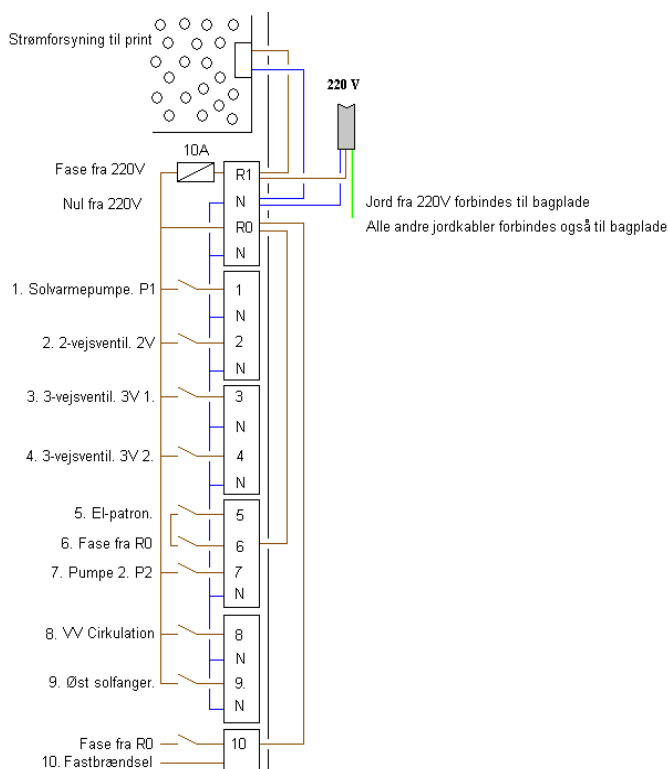 Strømforsyning til print
220 V
10A
Fase fra 220V
R1
Nul fra 220V
N
Jord fra 220V forbindes til bagplade
R0
Alle andre jordkabler forbindes også til bagplade
N
1. Solvarmepumpe. P1
1
N
2. 2-vejsventil. 2V
2
N
3. 3-vejsventil. 3V 1.
3
N
4. 3-vejsventil. 3V 2.
4
N
5. El-patron.
5
6. Fase fra R0
6
7. Pumpe 2. P2
7
N
8. VV Cirkulation
8
N
9. Øst solfanger.
9.
N
Fase fra R0
10
10. Fastbrændsel